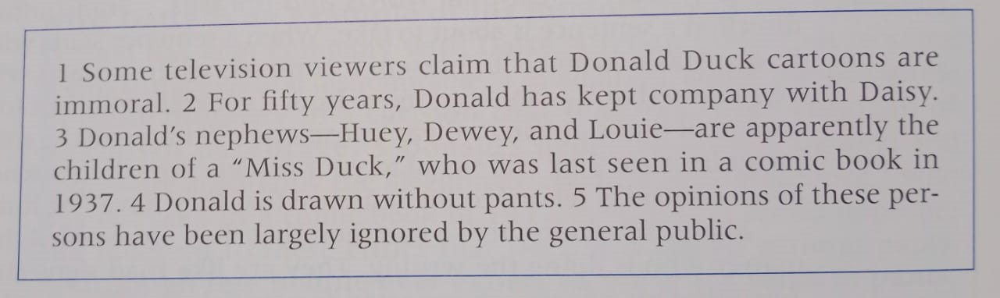 1 Some television viewers claim that Donald Duck cartoons are
immoral. 2 For fifty years, Donald has kept company with Daisy.
3 Donald’s nephews—Huey, Dewey, and Louie—are apparently the
children of a “Miss Duck,” who was last seen in a comic book in
1937. 4 Donald is drawn without pants. 5 The opinions of these per-
sons have been largely ignored by the general public.